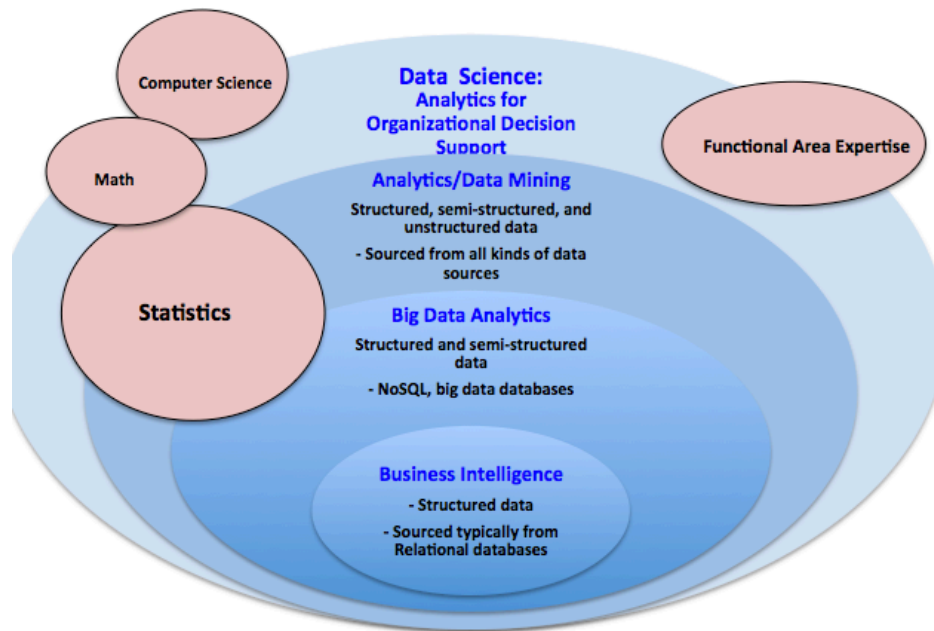 Computer Science
Math
Statistics
Functional Area Expertise
Data Science:
Analytics for
Organizational Decision
Support
Analytics/Data Mining
Structured, semi-structured, and
unstructured data
- Sourced from all kinds of data
sources
Big Data Analytics
Structured and semi-structured
data
- NoSQL, big data databases
Business Intelligence
- Structured data
- Sourced typically from
Relational databases